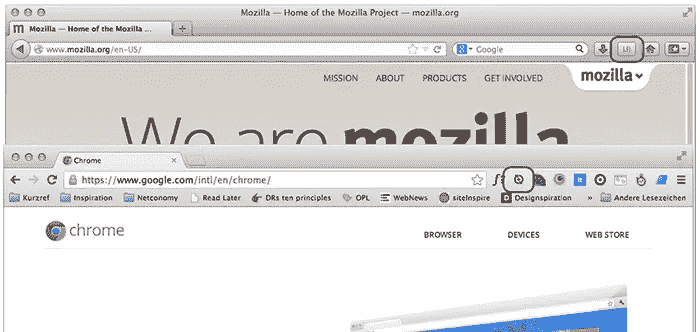 Mozilla — Home of the Mozilla Project — mozilla.org
Mozilla — Home of the Mozilla ...
www.mozilla.org/en-US/
Google
LR
MISSION ABOUT PRODUCTS GET INVOLVED
mozilla
We are mozilla
Chrome
https://www.google.com/intl/en/chrome/
Kurzref Inspiration Netconomy Read Later DRs ten principles OPL WebNews siteInspire Designspiration » Andere Lesezeichen
chrome
BROWSER DEVICES WEB STORE